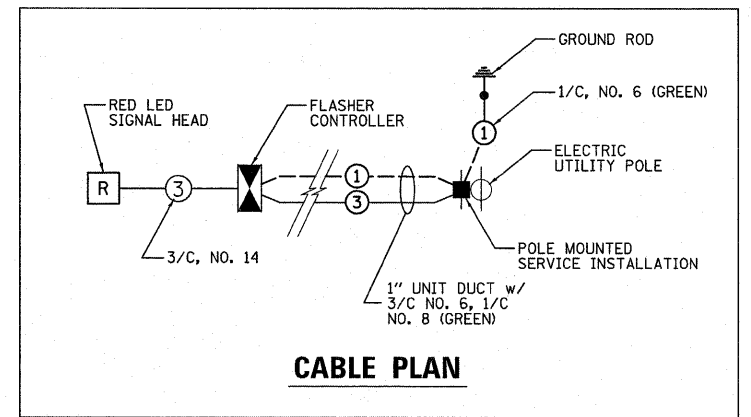 GROUND ROD
1/C, NO. 6 (GREEN)
RED LED
SIGNAL HEAD
FLASHER
CONTROLLER
1
ELECTRIC
UTILITY POLE
R
3
1
3
3/C, NO. 14
POLE MOUNTED
SERVICE INSTALLATION
1" UNIT DUCT w/
3/C NO. 6, 1/C
NO. 8 (GREEN)
CABLE PLAN